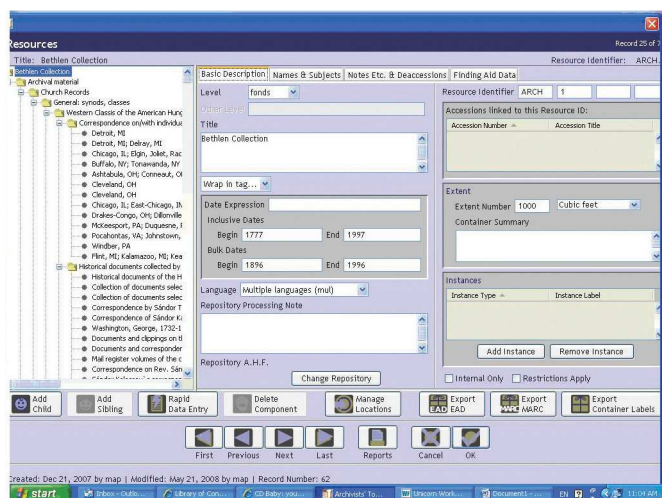 Resources
Record 25 of 7
Title: Bethlen Collection
Resource Identifier: ARCH.
Bethlen Collection
Archival material
Church Records
General: synods, classes
Western Classis of the American Hung
Correspondence on/with individua
Detroit, MI
Detroit, MI; Delray, MI
Chicago, IL; Elgin, Joliet, Rac
Buffalo, NY; Tonawanda, NY
Ashtabula, OH; Conneaut, OH
Cleveland, OH
Cleveland, OH
Chicago, IL; East-Chicago, IN
Drakes-Congo, OH; Dillonville
McKeesport, PA; Duquesne, P
Pocahontas, VA; Johnstown,
Windber, PA
Flint, MI; Kalamazoo, MI; Kea
Historical documents collected by
Historical documents of the H
Collection of documents selec
Collection of documents selec
Correspondence by Sándor T
Correspondence of Sándor Ka
Washington, George, 1732-1
Documents and clippings on tl
Documents and corresponder
Mail register volumes of the c
Correspondence on Rev. Sán
Basic Description
Names & Subjects
Notes Etc. & Deaccessions
Finding Aid Data
Level fonds
Other Level
Title
Bethlen Collection
Wrap in tag...
Date Expression
Inclusive Dates
Begin 1777 End 1997
Bulk Dates
Begin 1896 End 1996
Language Multiple languages (mul)
Repository Processing Note
Repository A.H.F.
Change Repository
Resource Identifier ARCH 1
Accessions linked to this Resource ID:
Accession Number Accession Title
Extent
Extent Number 1000 Cubic feet
Container Summary
Instances
Instance Type Instance Label
Add Instance Remove Instance
Internal Only Restrictions Apply
Add Child
Add Sibling
Rapid Data Entry
Delete Component
Manage Locations
EAD Export EAD
MARC Export MARC
Export Container Labels
First Previous Next Last Reports Cancel OK
Created: Dec 21, 2007 by map | Modified: May 21, 2008 by map | Record Number: 62
start
Inbox - Outlo...
Library of Con...
CD Baby: you...
Archivists' To...
Unicorn Work...
Document1 - ...
EN
11:04 AM